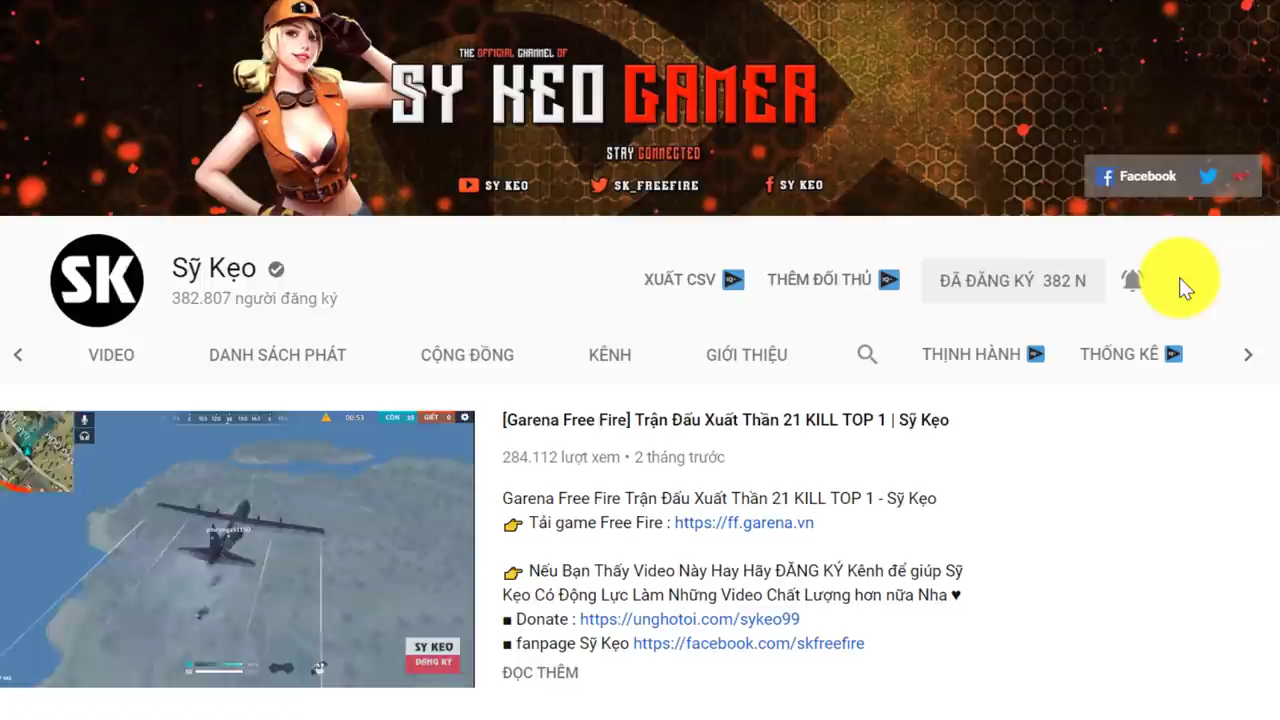 THE OFFICIAL CHANNEL OF
SY KEO GAMER
STAY CONNECTED
SY KEO
SK_FREEFIRE
SY KEO
Facebook
SK
Sỹ Kẹo
382.807 người đăng ký
XUẤT CSV
THÊM ĐỐI THỦ
ĐÃ ĐĂNG KÝ 382 N
VIDEO
DANH SÁCH PHÁT
CỘNG ĐỒNG
KÊNH
GIỚI THIỆU
THỊNH HÀNH
THỐNG KÊ
00:53
CÒN 39
GIẾT 0
SY KEO
ĐĂNG KÝ
[Garena Free Fire] Trận Đấu Xuất Thần 21 KILL TOP 1 | Sỹ Kẹo
284.112 lượt xem • 2 tháng trước
Garena Free Fire Trận Đấu Xuất Thần 21 KILL TOP 1 - Sỹ Kẹo
👉 Tải game Free Fire : https://ff.garena.vn
👉 Nếu Bạn Thấy Video Này Hay Hãy ĐĂNG KÝ Kênh để giúp Sỹ
Kẹo Có Động Lực Làm Những Video Chất Lượng hơn nữa Nha ♥
■ Donate : https://unghotoi.com/sykeo99
■ fanpage Sỹ Kẹo https://facebook.com/skfreefire
ĐỌC THÊM